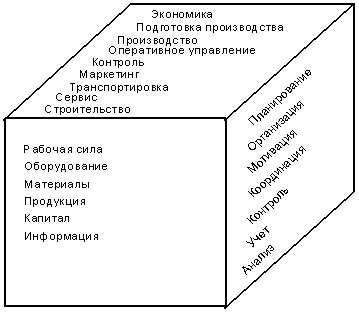 Экономика
Подготовка производства
Производство
Оперативное управление
Контроль
Маркетинг
Транспортировка
Сервис
Строительство
Рабочая сила
Оборудование
Материалы
Продукция
Капитал
Информация
Планирование
Организация
Мотивация
Координация
Контроль
Учет
Анализ